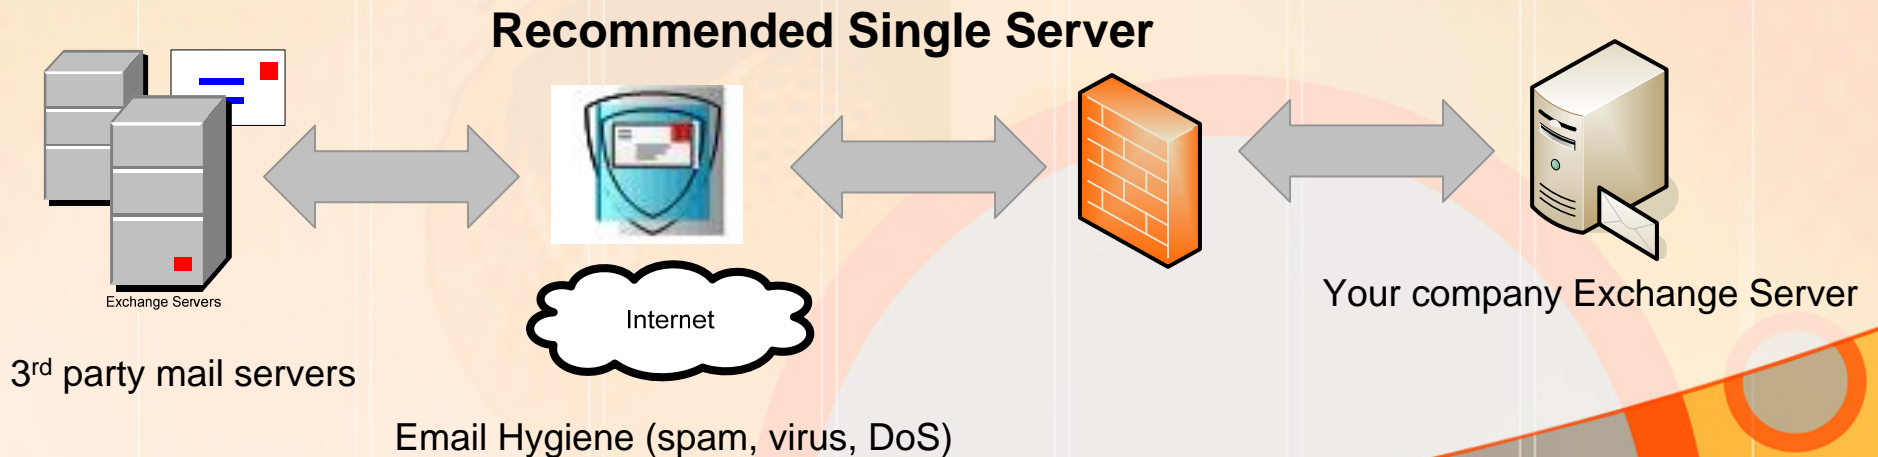 Recommended Single Server
Exchange Servers
Internet
Your company Exchange Server
3rd party mail servers
Email Hygiene (spam, virus, DoS)